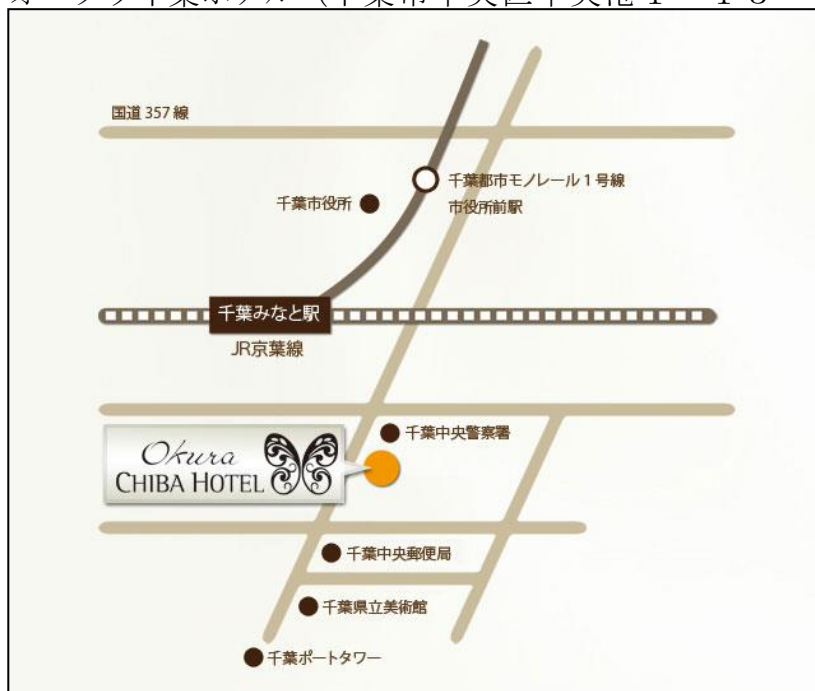 国道357線
千葉都市モノレール1号線
市役所前駅
千葉市役所
千葉みなと駅
JR京葉線
千葉中央警察署
Okura
CHIBA HOTEL
千葉中央郵便局
千葉県立美術館
千葉ポートタワー